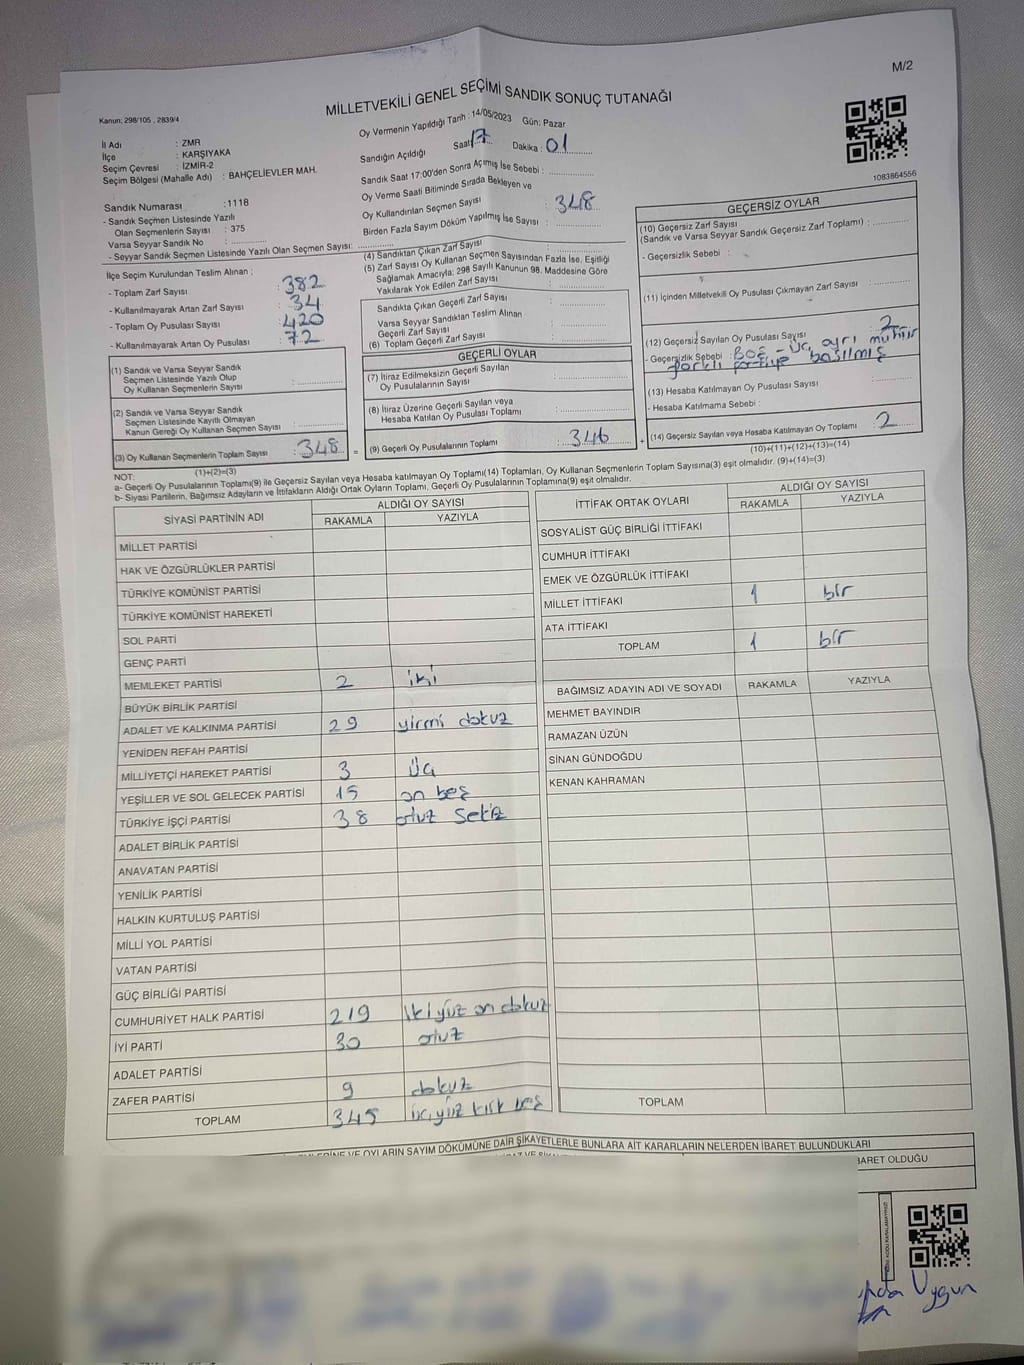 M/2
MİLLETVEKİLİ GENEL SEÇİMİ SANDIK SONUÇ TUTANAĞI
Kanun: 298/105 , 2839/4
Oy Vermenin Yapıldığı Tarih : 14/05/2023 Gün: Pazar
İl Adı : ZMR
İlçe : KARŞIYAKA
Seçim Çevresi : İZMİR-2
Seçim Bölgesi (Mahalle Adı) : BAHÇELİEVLER MAH.
Sandığın Açıldığı Saat 17 Dakika : 01
Sandık Saat 17:00'den Sonra Açımış İse Sebebi :
Oy Verme Saati Bitiminde Sırada Bekleyen ve
Oy Kullandırılan Seçmen Sayısı 348
Birden Fazla Sayım Döküm Yapılmış İse Sayısı :
1083864556
Sandık Numarası : 1118
- Sandık Seçmen Listesinde Yazılı
Olan Seçmenlerin Sayısı : 375
Varsa Seyyar Sandık No :
- Seyyar Sandık Seçmen Listesinde Yazılı Olan Seçmen Sayısı:
İlçe Seçim Kurulundan Teslim Alınan ;
- Toplam Zarf Sayısı : 382
- Kullanılmayarak Artan Zarf Sayısı : 34
- Toplam Oy Pusulası Sayısı : 420
- Kullanılmayarak Artan Oy Pusulası : 72
(1) Sandık ve Varsa Seyyar Sandık
Seçmen Listesinde Yazılı Olup
Oy Kullanan Seçmenlerin Sayısı :
(2) Sandık ve Varsa Seyyar Sandık
Seçmen Listesinde Kayıtlı Olmayan
Kanun Gereği Oy Kullanan Seçmen Sayısı :
(3) Oy Kullanan Seçmenlerin Toplam Sayısı : 348
(1)+(2)=(3)
(4) Sandıktan Çıkan Zarf Sayısı
(5) Zarf Sayısı Oy Kullanan Seçmen Sayısından Fazla İse, Eşitliği
Sağlamak Amacıyla; 298 Sayılı Kanunun 98. Maddesine Göre
Yakılarak Yok Edilen Zarf Sayısı :
Sandıkta Çıkan Geçerli Zarf Sayısı
Varsa Seyyar Sandıktan Teslim Alınan
Geçerli Zarf Sayısı
(6) Toplam Geçerli Zarf Sayısı :
GEÇERLİ OYLAR
(7) İtiraz Edilmeksizin Geçerli Sayılan
Oy Pusulalarının Sayısı :
(8) İtiraz Üzerine Geçerli Sayılan veya
Hesaba Katılan Oy Pusulası Toplamı :
= (9) Geçerli Oy Pusulalarının Toplamı : 346 +
GEÇERSİZ OYLAR
(10) Geçersiz Zarf Sayısı
(Sandık ve Varsa Seyyar Sandık Geçersiz Zarf Toplamı) :
- Geçersizlik Sebebi :
(11) İçinden Milletvekili Oy Pusulası Çıkmayan Zarf Sayısı :
(12) Geçersiz Sayılan Oy Pusulası Sayısı : 2
- Geçersizlik Sebebi Boş - Üç ayrı mühür
farklı partiye basılmış
(13) Hesaba Katılmayan Oy Pusulası Sayısı :
- Hesaba Katılmama Sebebi :
(14) Geçersiz Sayılan veya Hesaba Katılmayan Oy Toplamı : 2
(10)+(11)+(12)+(13)=(14)
NOT:
a- Geçerli Oy Pusulalarının Toplamı(9) ile Geçersiz Sayılan veya Hesaba katılmayan Oy Toplamı(14) Toplamları, Oy Kullanan Seçmenlerin Toplam Sayısına(3) eşit olmalıdır. (9)+(14)=(3)
b- Siyasi Partilerin, Bağımsız Adayların ve İttifakların Aldığı Ortak Oyların Toplamı, Geçerli Oy Pusulalarının Toplamına(9) eşit olmalıdır.
SİYASİ PARTİNİN ADI ALDIĞI OY SAYISI
RAKAMLA YAZIYLA
MİLLET PARTİSİ
HAK VE ÖZGÜRLÜKLER PARTİSİ
TÜRKİYE KOMÜNİST PARTİSİ
TÜRKİYE KOMÜNİST HAREKETİ
SOL PARTİ
GENÇ PARTİ
MEMLEKET PARTİSİ 2 iki
BÜYÜK BİRLİK PARTİSİ
ADALET VE KALKINMA PARTİSİ 29 yirmi dokuz
YENİDEN REFAH PARTİSİ
MİLLİYETÇİ HAREKET PARTİSİ 3 Üç
YEŞİLLER VE SOL GELECEK PARTİSİ 15 on beş
TÜRKİYE İŞÇİ PARTİSİ 38 otuz sekiz
ADALET BİRLİK PARTİSİ
ANAVATAN PARTİSİ
YENİLİK PARTİSİ
HALKIN KURTULUŞ PARTİSİ
MİLLİ YOL PARTİSİ
VATAN PARTİSİ
GÜÇ BİRLİĞİ PARTİSİ
CUMHURİYET HALK PARTİSİ 219 İki yüz on dokuz
İYİ PARTİ 30 otuz
ADALET PARTİSİ
ZAFER PARTİSİ 9 dokuz
TOPLAM 345 üç yüz kırk beş
İTTİFAK ORTAK OYLARI ALDIĞI OY SAYISI
RAKAMLA YAZIYLA
SOSYALİST GÜÇ BİRLİĞİ İTTİFAKI
CUMHUR İTTİFAKI
EMEK VE ÖZGÜRLÜK İTTİFAKI
MİLLET İTTİFAKI 1 bir
ATA İTTİFAKI
TOPLAM 1 bir
BAĞIMSIZ ADAYIN ADI VE SOYADI RAKAMLA YAZIYLA
MEHMET BAYINDIR
RAMAZAN ÜZÜN
SİNAN GÜNDOĞDU
KENAN KAHRAMAN
TOPLAM
VE OYLARIN SAYIM DÖKÜMÜNE DAİR ŞİKAYETLERLE BUNLARA AİT KARARLARIN NELERDEN İBARET BULUNDUKLARI
BARET OLDUĞU
Uygun